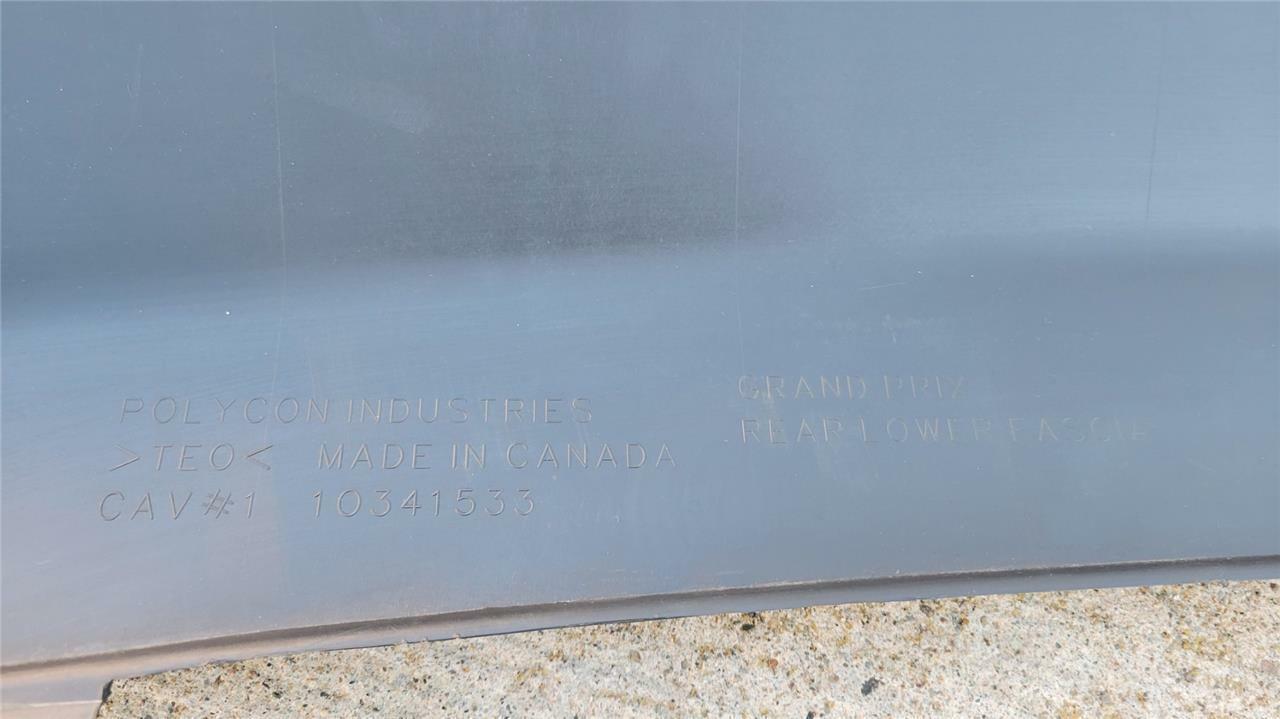 POLYCON INDUSTRIES
>TEO< MADE IN CANADA
CAV#1 10341533
GRAND PRIX
REAR LOWER FASCIA